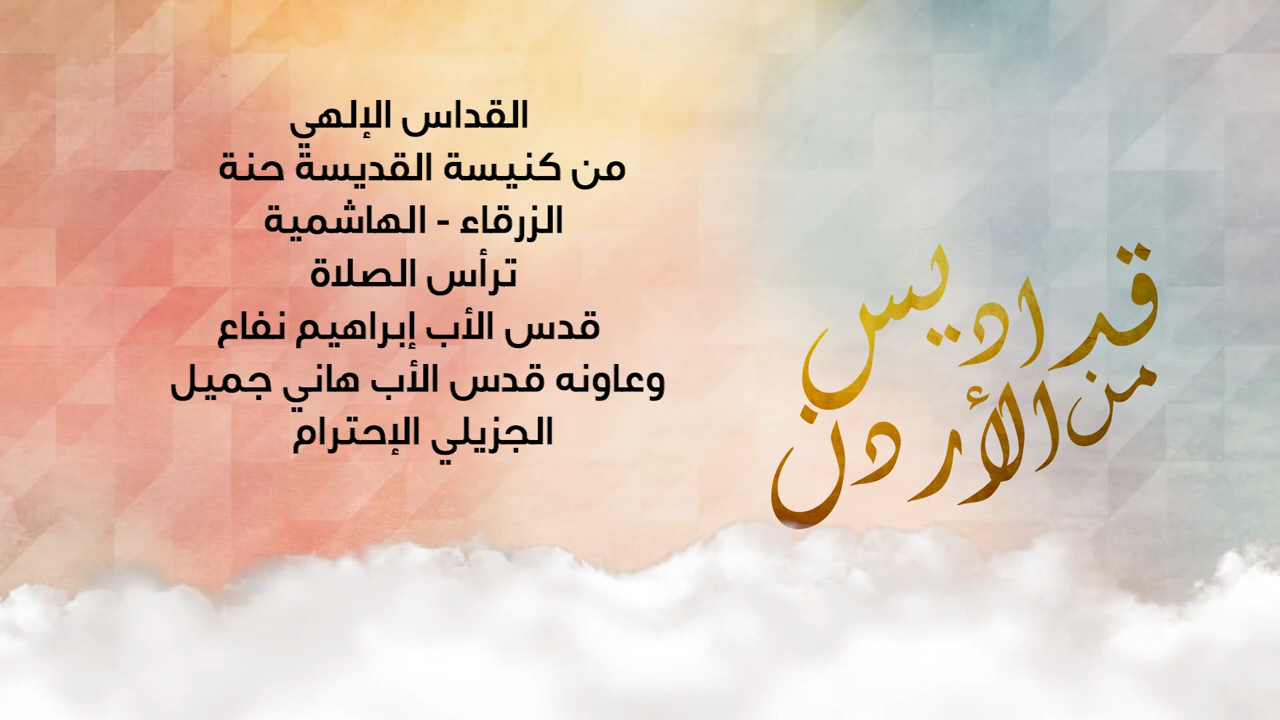 القداس الإلهي
من كنيسة القديسة حنة
الزرقاء - الهاشمية
ترأس الصلاة
قدس الأب إبراهيم نفاع
وعاونه قدس الأب هاني جميل
الجزيلي الإحترام
قداديس
من الأردن